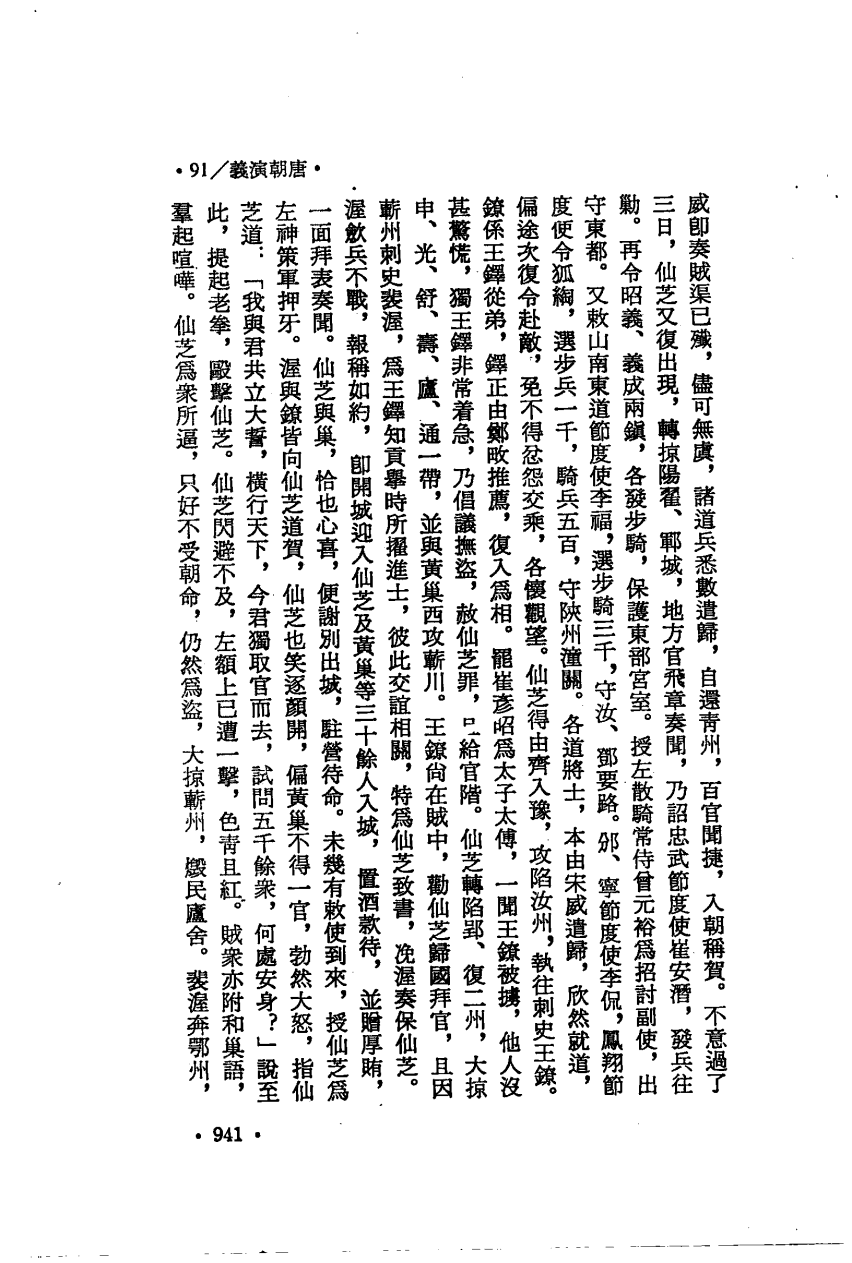 ·91／義演朝唐·
威卽奏賊渠已殲，儘可無虞，諸道兵悉數遣歸，自還靑州，百官聞捷，入朝稱賀。不意過了
三日，仙芝又復出現，轉掠陽翟、郾城，地方官飛章奏聞，乃詔忠武節度使崔安潛，發兵往
勦。再令昭義、義成兩鎭，各發步騎，保護東部宮室。授左散騎常侍曾元裕爲招討副使，出
守東都。又敕山南東道節度使李福，選步騎三千，守汝、鄧要路。邠、寧節度使李侃，鳳翔節
度使令狐綯，選步兵一千，騎兵五百，守陝州潼關。各道將士，本由宋威遣歸，欣然就道，
偏途次復令赴敵，免不得忿怨交乘，各懷觀望。仙芝得由齊入豫，攻陷汝州，執往刺史王鐐。
鐐係王鐸從弟，鐸正由鄭畋推薦，復入爲相。罷崔彥昭爲太子太傅，一聞王鐐被擄，他人沒
甚驚慌，獨王鐸非常着急，乃倡議撫盜，赦仙芝罪，且給官階。仙芝轉陷郢、復二州，大掠
申、光、舒、壽、廬、通一帶，並與黃巢西攻蘄川。王鐐尙在賊中，勸仙芝歸國拜官，且因
蘄州刺史裴渥，爲王鐸知貢擧時所擢進士，彼此交誼相關，特爲仙芝致書，浼渥奏保仙芝。
渥斂兵不戰，報稱如約，卽開城迎入仙芝及黃巢等三十餘人入城，置酒款待，並贈厚賄，
一面拜表奏聞。仙芝與巢，恰也心喜，便謝別出城，駐營待命。未幾有敕使到來，授仙芝爲
左神策軍押牙。渥與鐐皆向仙芝道賀，仙芝也笑逐顏開，偏黃巢不得一官，勃然大怒，指仙
芝道：「我與君共立大誓，橫行天下，今君獨取官而去，試問五千餘衆，何處安身？」說至
此，提起老拳，毆擊仙芝。仙芝閃避不及，左額上已遭一擊，色靑且紅。賊衆亦附和巢語，
羣起喧嘩。仙芝爲衆所逼，只好不受朝命，仍然爲盜，大掠蘄州，燬民廬舍。裴渥奔鄂州，
·941·